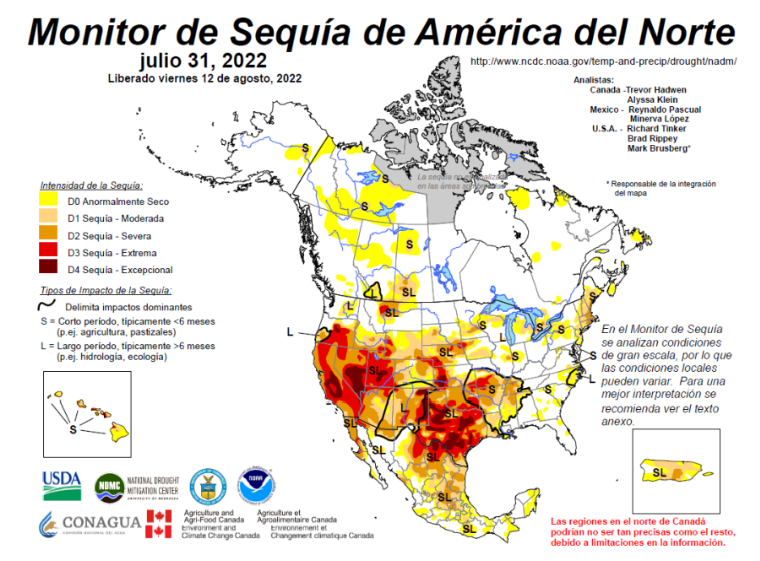 Monitor de Sequía de América del Norte
julio 31, 2022
Liberado viernes 12 de agosto, 2022
http://www.ncdc.noaa.gov/temp-and-precip/drought/nadm/
Analistas:
Canada -Trevor Hadwen
Alyssa Klein
Mexico - Reynaldo Pascual
Minerva López
U.S.A. - Richard Tinker
Brad Rippey
Mark Brusberg*
* Responsable de la integración
del mapa
La sequía no
en las áreas
Intensidad de la Sequía:
D0 Anormalmente Seco
D1 Sequía - Moderada
D2 Sequía - Severa
D3 Sequía - Extrema
D4 Sequía - Excepcional
Tipos de Impacto de la Sequía:
Delimita impactos dominantes
S = Corto período, típicamente <6 meses
(p.ej. agricultura, pastizales)
L = Largo período, típicamente >6 meses
(p.ej. hidrología, ecología)
S
S
S
S
L
SL
L
SL
S
L
S
S
S
L
SL
S
L
SL
L
SL
S
S
SL
SL
SL
SL
SL
S
En el Monitor de Sequía
se analizan condiciones
de gran escala, por lo que
las condiciones locales
pueden variar. Para una
mejor interpretación se
recomienda ver el texto
anexo.
SL
USDA
NDMC
NATIONAL DROUGHT
MITIGATION CENTER
UNIVERSITY OF NEBRASKA
NOAA
CONAGUA
COMISIÓN NACIONAL DEL AGUA
Agriculture and
Agri-Food Canada
Environment and
Climate Change Canada
Agriculture et
Agroalimentaire Canada
Environnement et
Changement climatique Canada
Las regiones en el norte de Canadá
podrían no ser tan precisas como el resto,
debido a limitaciones en la información.